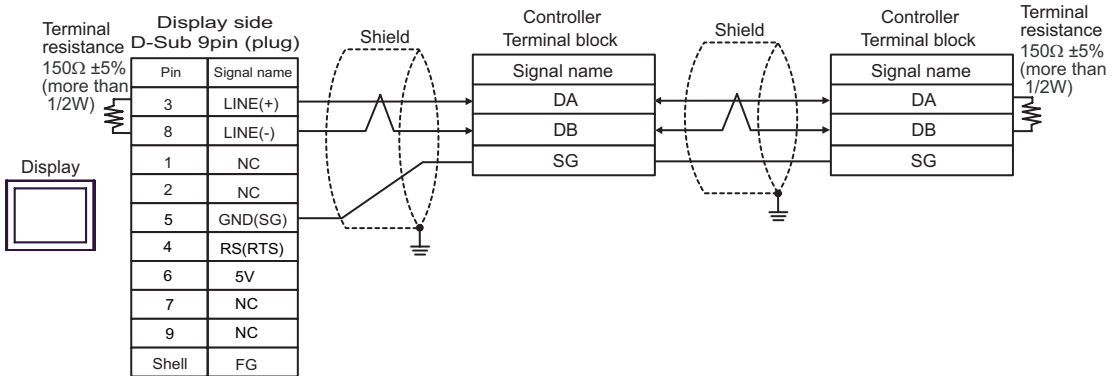 Terminal
resistance
150Ω ±5%
(more than
1/2W)
Display side
D-Sub 9pin (plug)
Pin Signal name
3 LINE(+)
8 LINE(-)
1 NC
2 NC
5 GND(SG)
4 RS(RTS)
6 5V
7 NC
9 NC
Shell FG
Display
Shield
Controller
Terminal block
Signal name
DA
DB
SG
Shield
Controller
Terminal block
Signal name
DA
DB
SG
Terminal
resistance
150Ω ±5%
(more than
1/2W)